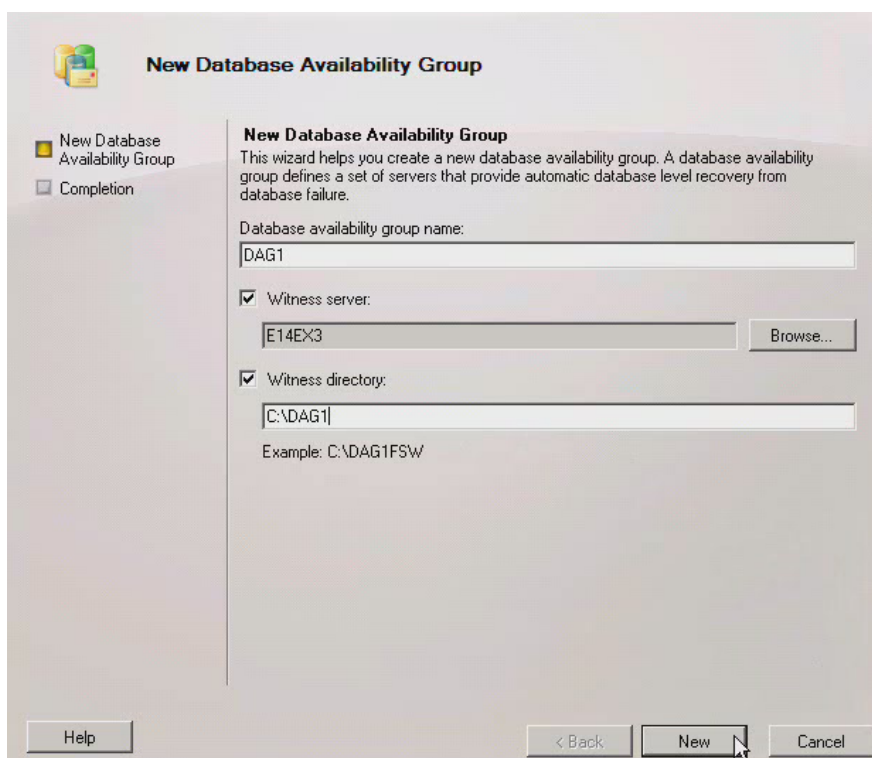 New Database Availability Group
New Database
Availability Group
Completion
New Database Availability Group
This wizard helps you create a new database availability group. A database availability
group defines a set of servers that provide automatic database level recovery from
database failure.
Database availability group name:
DAG1
Witness server:
E14EX3
Browse...
Witness directory:
C:\DAG1
Example: C:\DAG1FSW
Help
< Back
New
Cancel